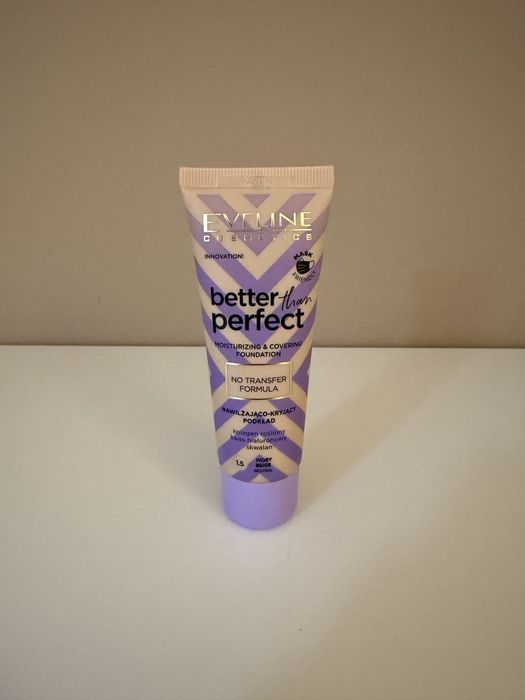 EVELINE
COSMETICS
INNOVATION!
MASK
FRIENDLY
better than
perfect
MOISTURIZING & COVERING
FOUNDATION
NO TRANSFER
FORMULA
NAWILŻAJĄCO-KRYJĄCY
PODKŁAD
kolagen roślinny
kwas hialuronowy
skwalan
1.5 IVORY
BEIGE
NEUTRAL